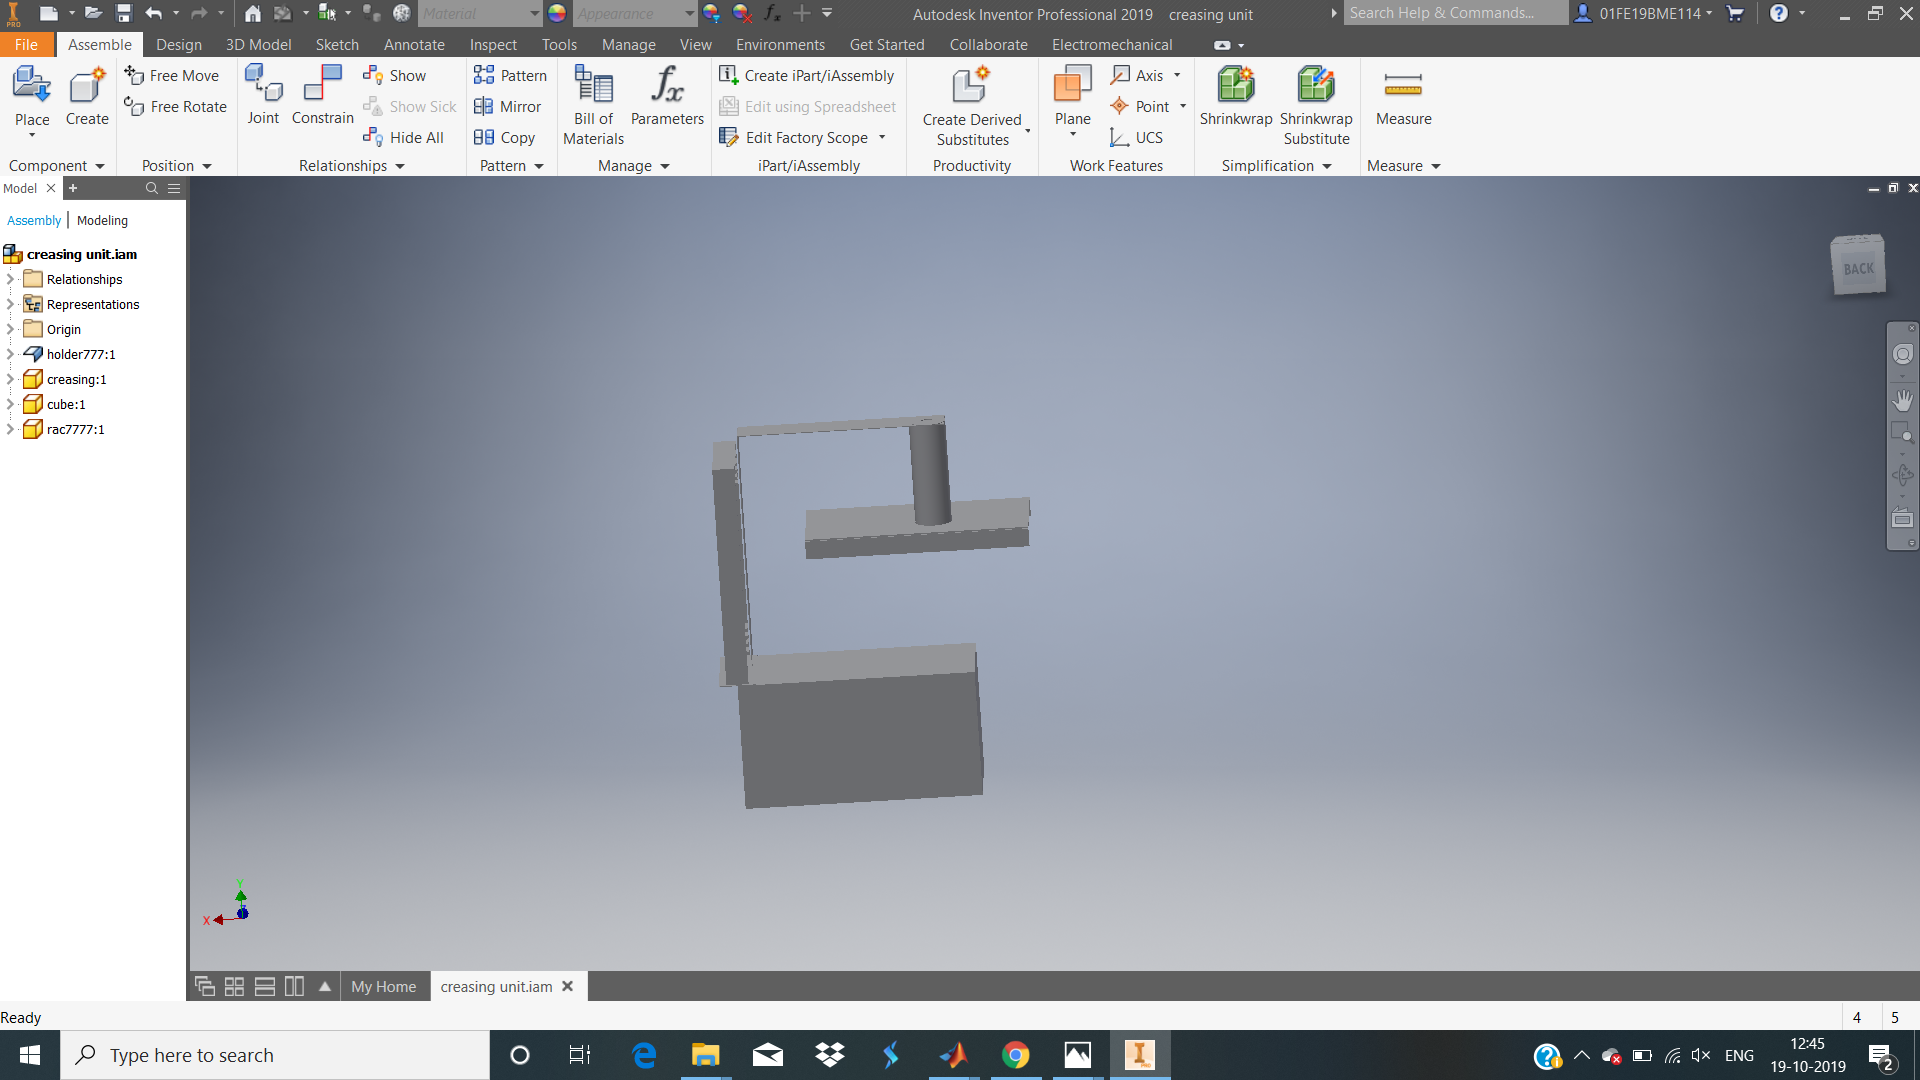 Material
Appearance
Autodesk Inventor Professional 2019 creasing unit
Search Help & Commands...
01FE19BME114
PRO
File
Assemble
Design
3D Model
Sketch
Annotate
Inspect
Tools
Manage
View
Environments
Get Started
Collaborate
Electromechanical
Place
Create
Free Move
Free Rotate
Joint
Constrain
Show
Show Sick
Hide All
Pattern
Mirror
Copy
Bill of
Materials
Parameters
Create iPart/iAssembly
Edit using Spreadsheet
Edit Factory Scope
Create Derived
Substitutes
Plane
Axis
Point
UCS
Shrinkwrap
Shrinkwrap
Substitute
Measure
Component
Position
Relationships
Pattern
Manage
iPart/iAssembly
Productivity
Work Features
Simplification
Measure
Model
Assembly | Modeling
creasing unit.iam
Relationships
Representations
Origin
holder777:1
creasing:1
cube:1
rac7777:1
BACK
Y
X
My Home
creasing unit.iam
Ready
4 5
Type here to search
ENG
12:45
19-10-2019
2